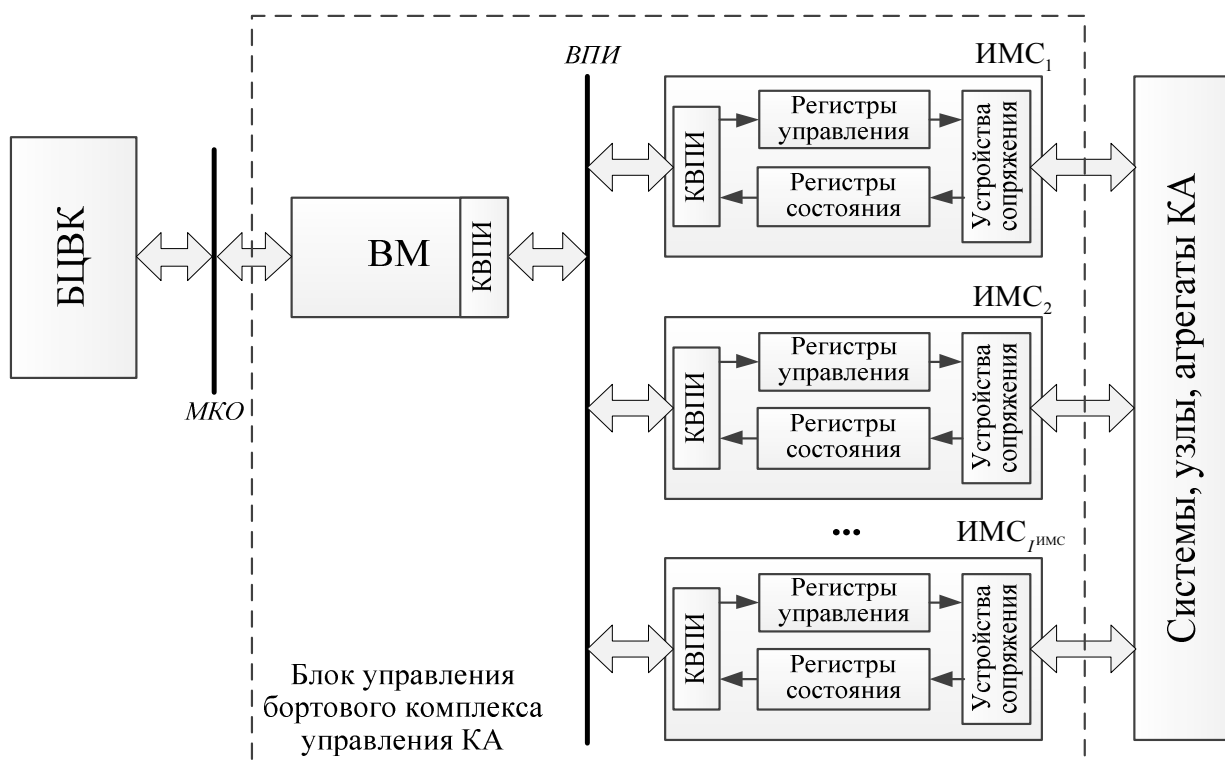 БЦВК
МКО
ВМ
КВПИ
ВПИ
ИМС1
КВПИ
Регистры
управления
Регистры
состояния
Устройства
сопряжения
ИМС2
КВПИ
Регистры
управления
Регистры
состояния
Устройства
сопряжения
...
ИМСIИМС
КВПИ
Регистры
управления
Регистры
состояния
Устройства
сопряжения
Системы, узлы, агрегаты КА
Блок управления
бортового комплекса
управления КА